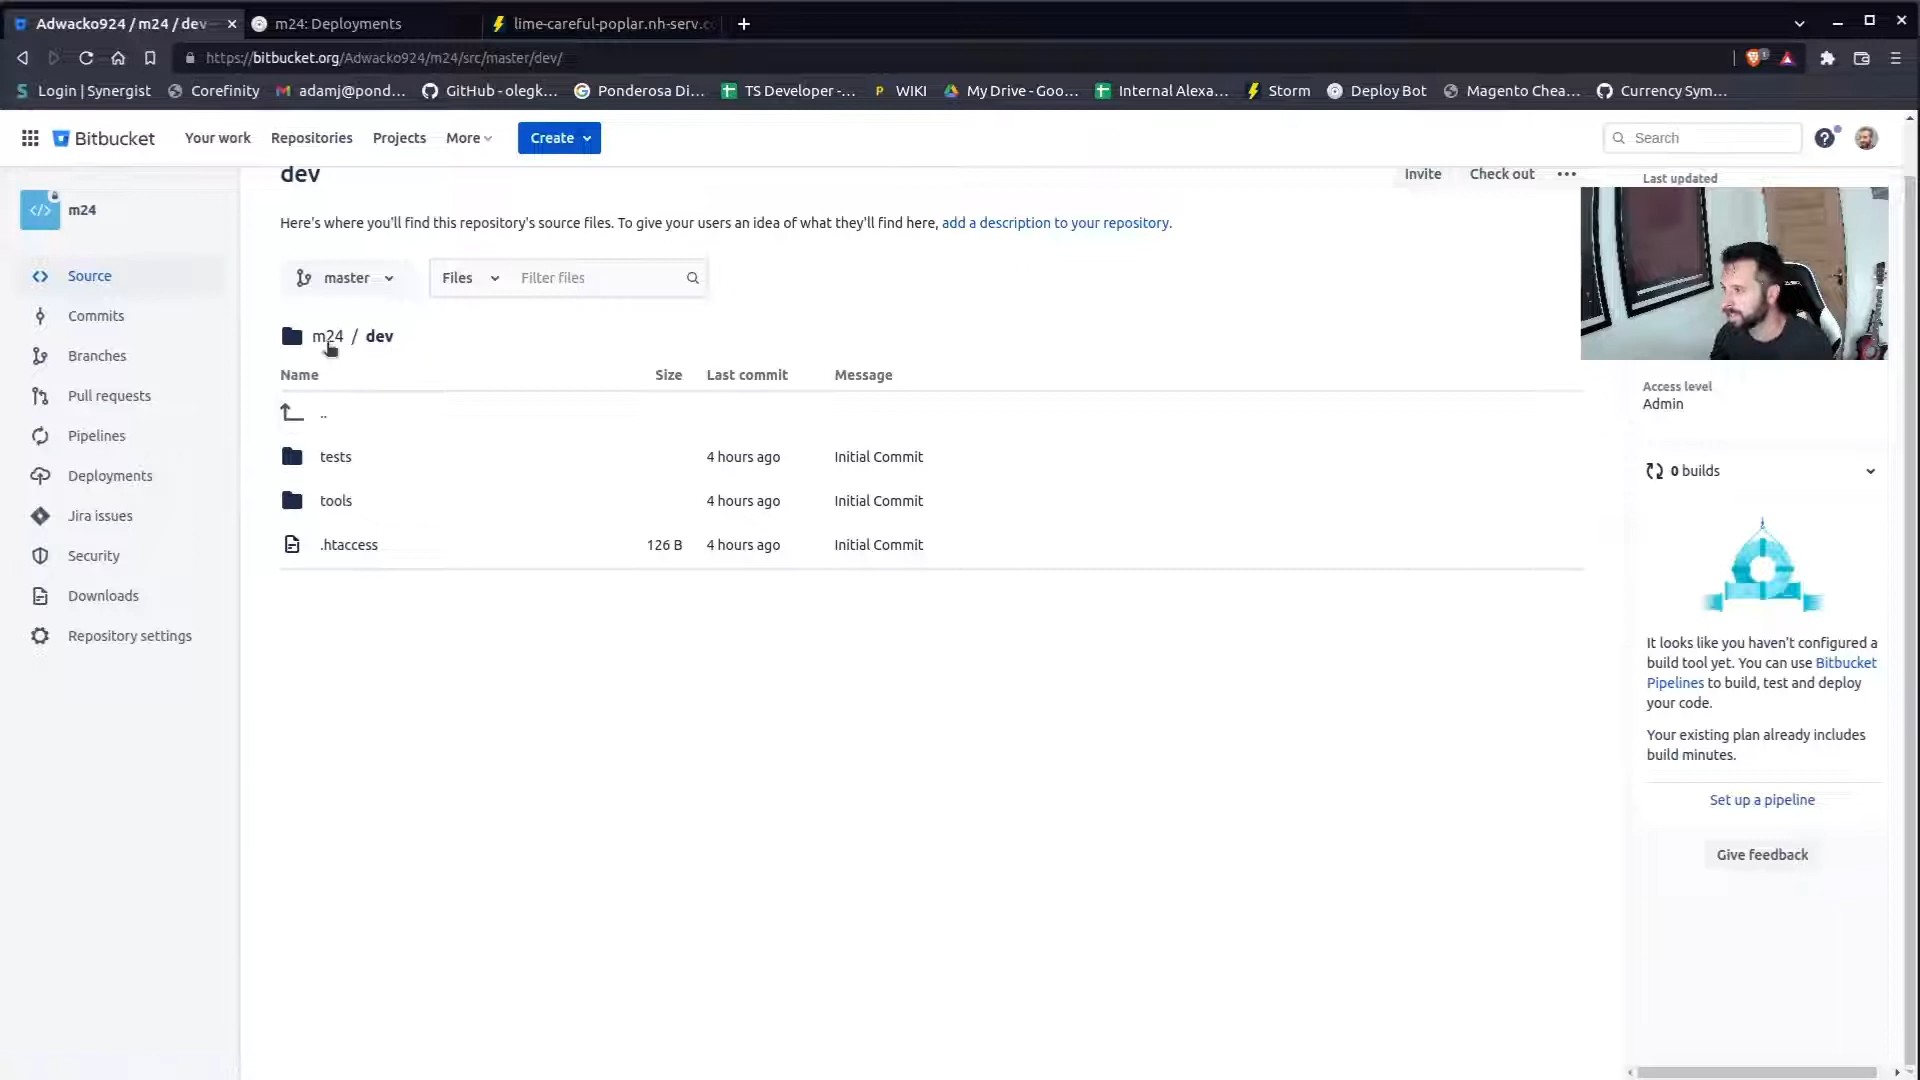 Adwacko924 / m24 / dev
m24: Deployments
lime-careful-poplar.nh-serv.c
https://bitbucket.org/Adwacko924/m24/src/master/dev/
1
S Login | Synergist
Corefinity
adamj@pond...
GitHub - olegk...
Ponderosa Di...
TS Developer -...
P WIKI
My Drive - Goo...
Internal Alexa...
Storm
Deploy Bot
Magento Chea...
Currency Sym...
Bitbucket
Your work
Repositories
Projects
More
Create
Search
m24
Source
Commits
Branches
Pull requests
Pipelines
Deployments
Jira issues
Security
Downloads
Repository settings
dev
Invite
Check out
Here's where you'll find this repository's source files. To give your users an idea of what they'll find here, add a description to your repository.
master
Files
Filter files
m24 / dev
Name Size Last commit Message
..
tests 4 hours ago Initial Commit
tools 4 hours ago Initial Commit
.htaccess 126 B 4 hours ago Initial Commit
Last updated
Access level
Admin
0 builds
It looks like you haven't configured a
build tool yet. You can use Bitbucket
Pipelines to build, test and deploy
your code.
Your existing plan already includes
build minutes.
Set up a pipeline
Give feedback